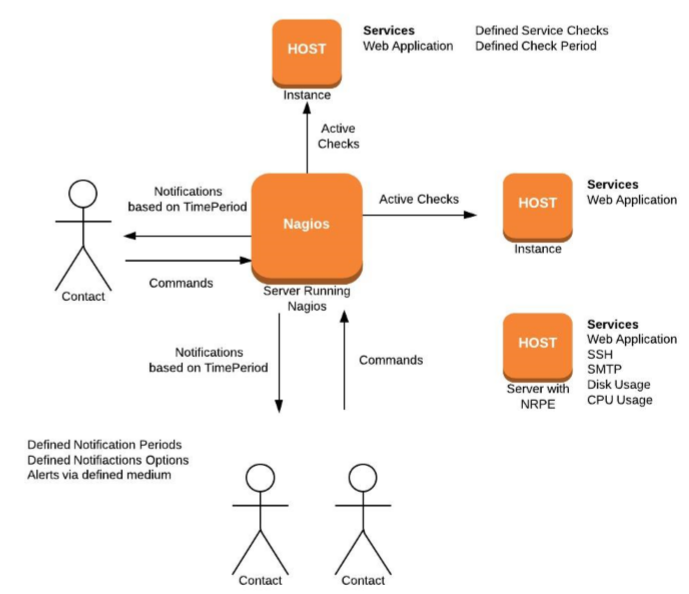 HOST
Instance
Services
Web Application
Defined Service Checks
Defined Check Period
Active
Checks
Notifications
based on TimePeriod
Commands
Contact
Nagios
Server Running
Nagios
Active Checks
HOST
Instance
Services
Web Application
Notifications
based on TimePeriod
Commands
HOST
Server with
NRPE
Services
Web Application
SSH
SMTP
Disk Usage
CPU Usage
Defined Notification Periods
Defined Notifiactions Options
Alerts via defined medium
Contact
Contact